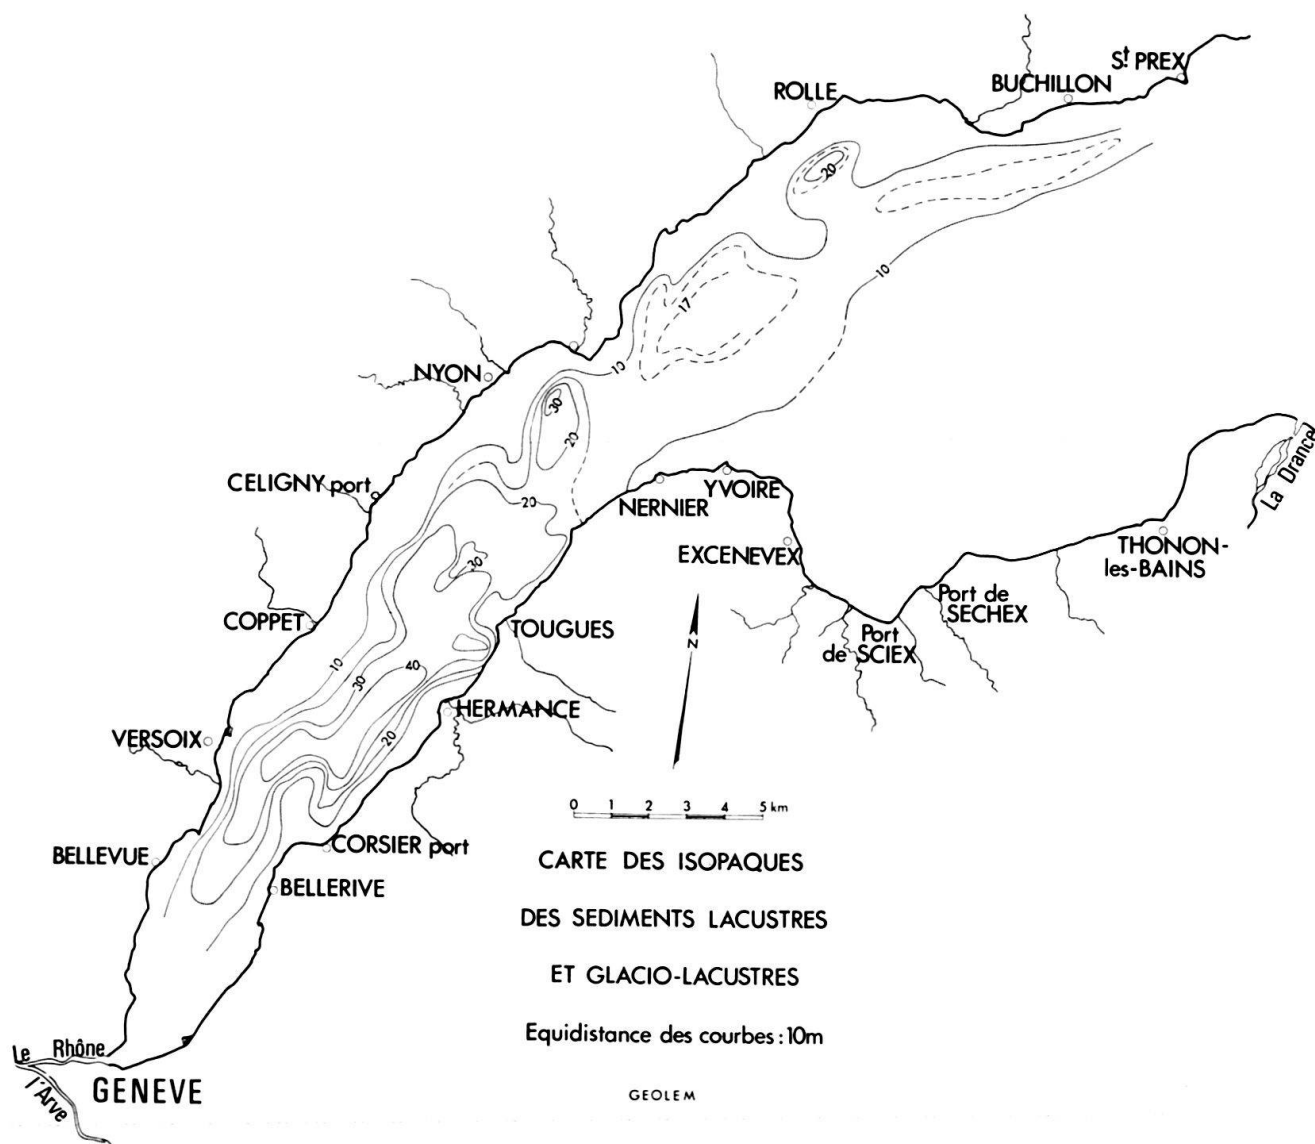 St PREX
BUCHILLON
ROLLE
20
10
17
10
NYON
30
20
CELIGNY port
20
NERNIER
YVOIRE
La Drance
EXCENEVEX
THONON-
les-BAINS
30
Port de
SECHEX
COPPET
TOUGUES
Port
de SCIEX
N
10
30
40
HERMANCE
20
VERSOIX
0 1 2 3 4 5 km
BELLEVUE
CORSIER port
BELLERIVE
CARTE DES ISOPAQUES
DES SEDIMENTS LACUSTRES
ET GLACIO-LACUSTRES
Equidistance des courbes : 10m
Le Rhône
l'Arve
GENEVE
GEOLEM